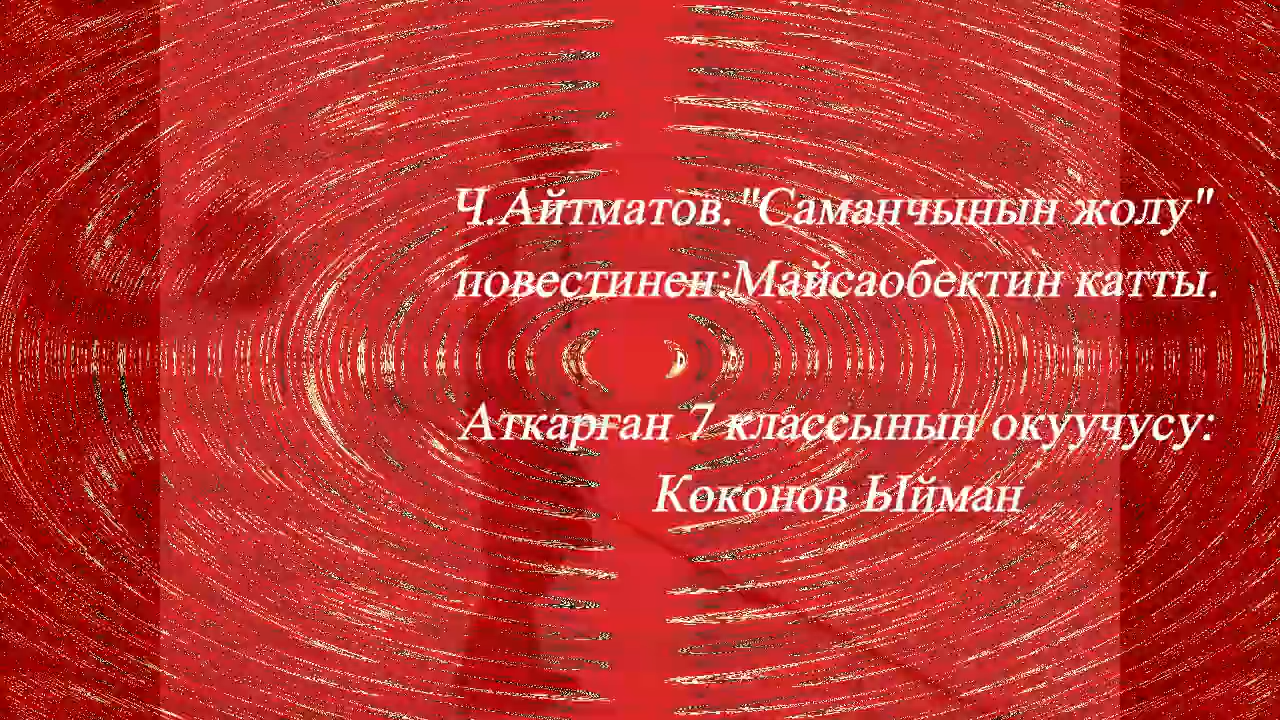 Ч.Айтматов."Саманчынын жолу"
повестинен:Майсаобектин катты.
Аткарган 7 классынын окуучусу:
Коконов Ыйман